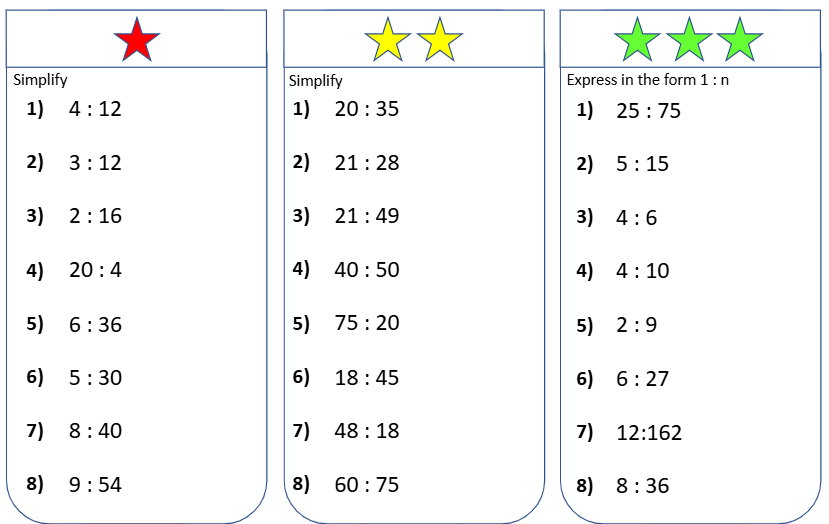 Simplify
1) 4 : 12
2) 3 : 12
3) 2 : 16
4) 20 : 4
5) 6 : 36
6) 5 : 30
7) 8 : 40
8) 9 : 54
Simplify
1) 20 : 35
2) 21 : 28
3) 21 : 49
4) 40 : 50
5) 75 : 20
6) 18 : 45
7) 48 : 18
8) 60 : 75
Express in the form 1 : n
1) 25 : 75
2) 5 : 15
3) 4 : 6
4) 4 : 10
5) 2 : 9
6) 6 : 27
7) 12:162
8) 8 : 36